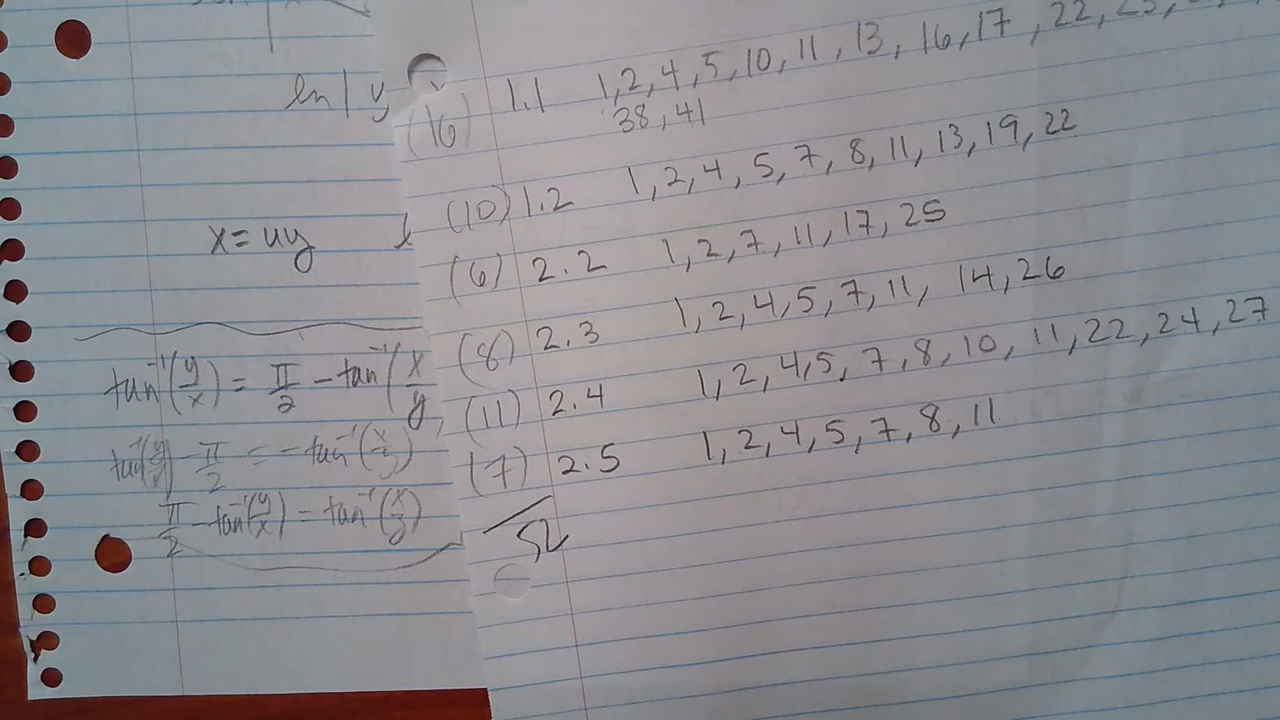 ln|y
x = uy
tan⁻¹(y/x) = π/2 - tan⁻¹(x/y
tan⁻¹(y/x) - π/2 = -tan⁻¹(x/y)
π/2 - tan⁻¹(y/x) = tan⁻¹(x/y)
(16) 1.1 1, 2, 4, 5, 10, 11, 13, 16, 17, 22, 
38, 41
(10) 1.2 1, 2, 4, 5, 7, 8, 11, 13, 19, 22
(6) 2.2 1, 2, 7, 11, 17, 25
(8) 2.3 1, 2, 4, 5, 7, 11, 14, 26
(11) 2.4 1, 2, 4, 5, 7, 8, 10, 11, 22, 24, 27
(7) 2.5 1, 2, 4, 5, 7, 8, 11
/52